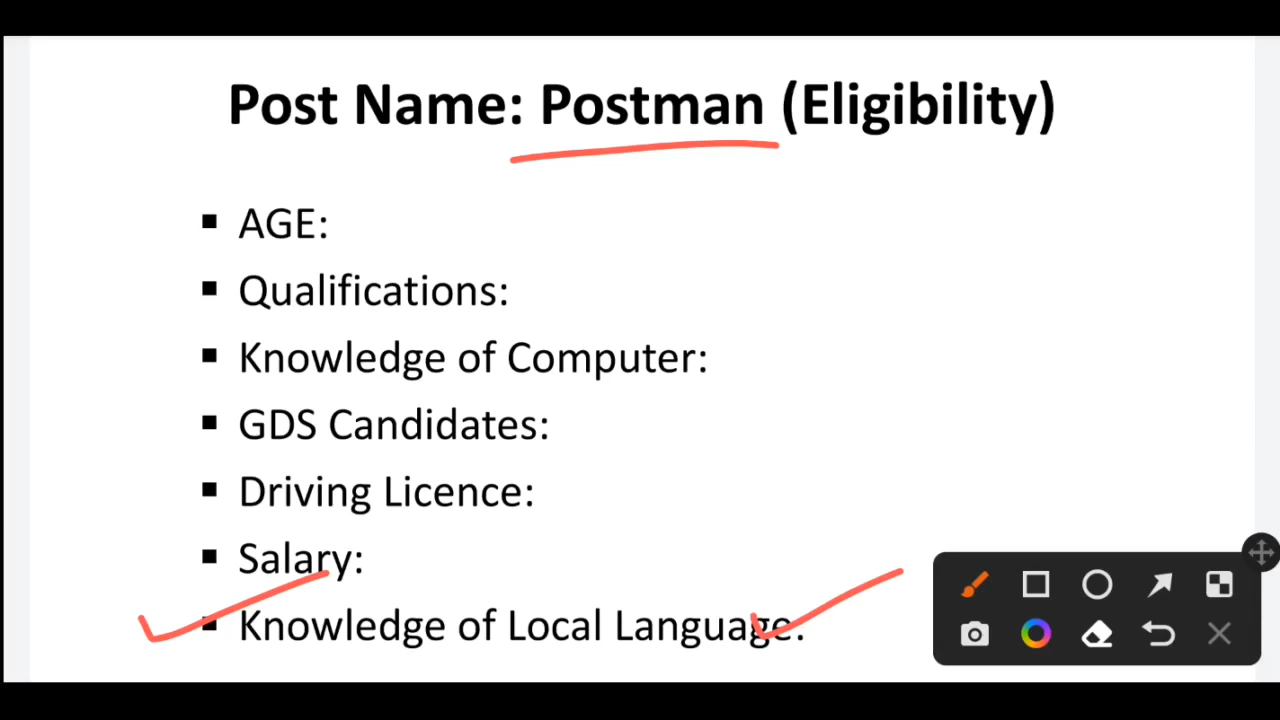 Post Name: Postman (Eligibility)
▪ AGE:
▪ Qualifications:
▪ Knowledge of Computer:
▪ GDS Candidates:
▪ Driving Licence:
▪ Salary:
▪ Knowledge of Local Language.